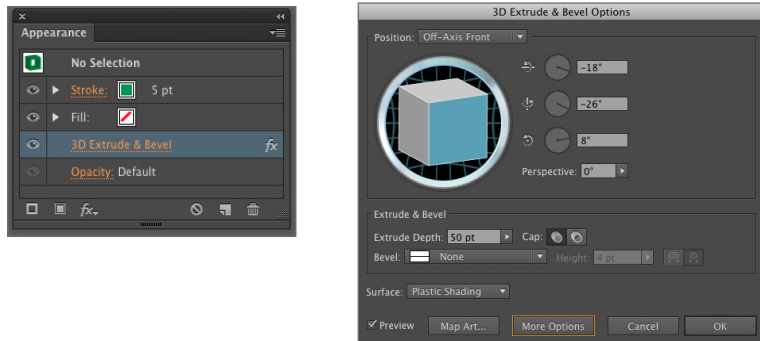 Appearance
No Selection
Stroke: 5 pt
Fill:
3D Extrude & Bevel fx
Opacity: Default
fx
3D Extrude & Bevel Options
Position: Off-Axis Front
-18°
-26°
8°
Perspective: 0°
Extrude & Bevel
Extrude Depth: 50 pt Cap:
Bevel: None Height: 4 pt
Surface: Plastic Shading
Preview Map Art... More Options Cancel OK